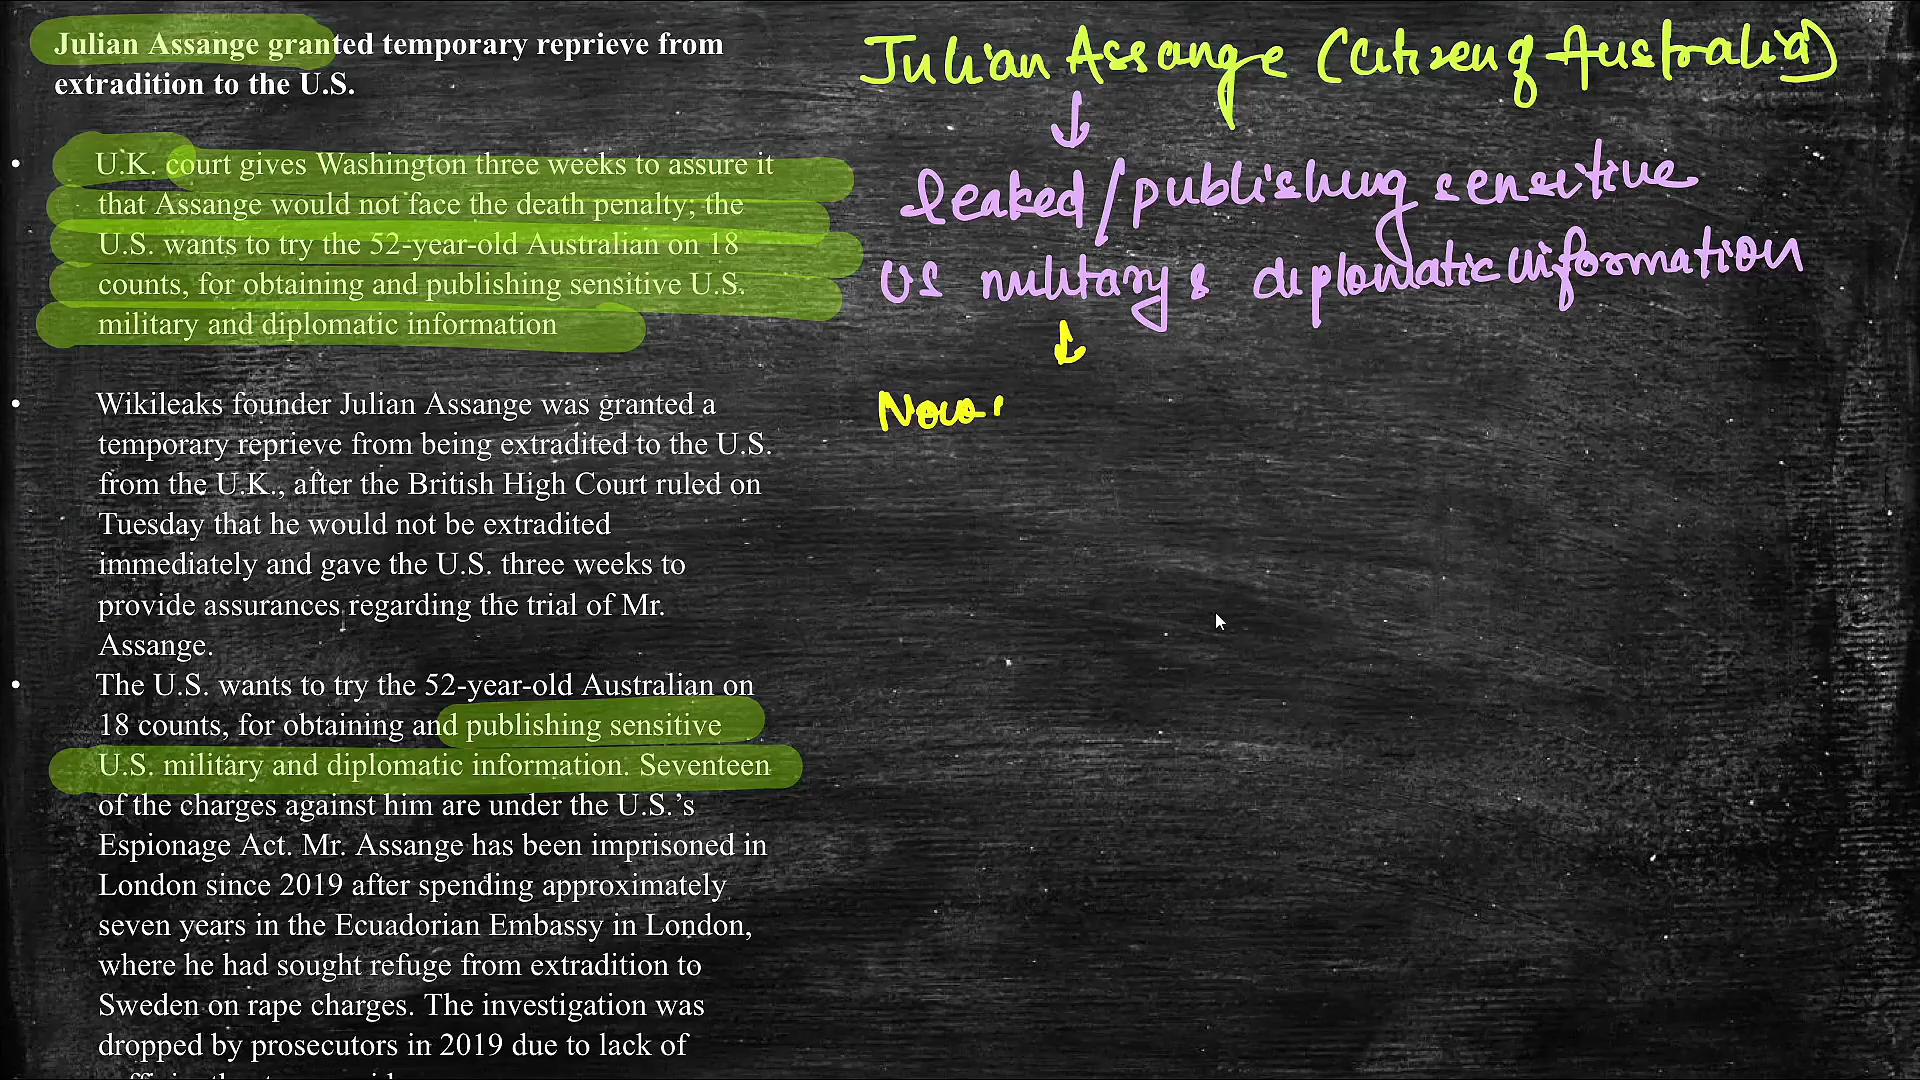 Julian Assange granted temporary reprieve from
extradition to the U.S.
• U.K. court gives Washington three weeks to assure it
that Assange would not face the death penalty; the
U.S. wants to try the 52-year-old Australian on 18
counts, for obtaining and publishing sensitive U.S.
military and diplomatic information
• Wikileaks founder Julian Assange was granted a
temporary reprieve from being extradited to the U.S.
from the U.K., after the British High Court ruled on
Tuesday that he would not be extradited
immediately and gave the U.S. three weeks to
provide assurances regarding the trial of Mr.
Assange.
• The U.S. wants to try the 52-year-old Australian on
18 counts, for obtaining and publishing sensitive
U.S. military and diplomatic information. Seventeen
of the charges against him are under the U.S.’s
Espionage Act. Mr. Assange has been imprisoned in
London since 2019 after spending approximately
seven years in the Ecuadorian Embassy in London,
where he had sought refuge from extradition to
Sweden on rape charges. The investigation was
dropped by prosecutors in 2019 due to lack of
Julian Assange (Citizen of Australia)
↓
leaked/publishing sensitive
US military & diplomatic information
↓
Now